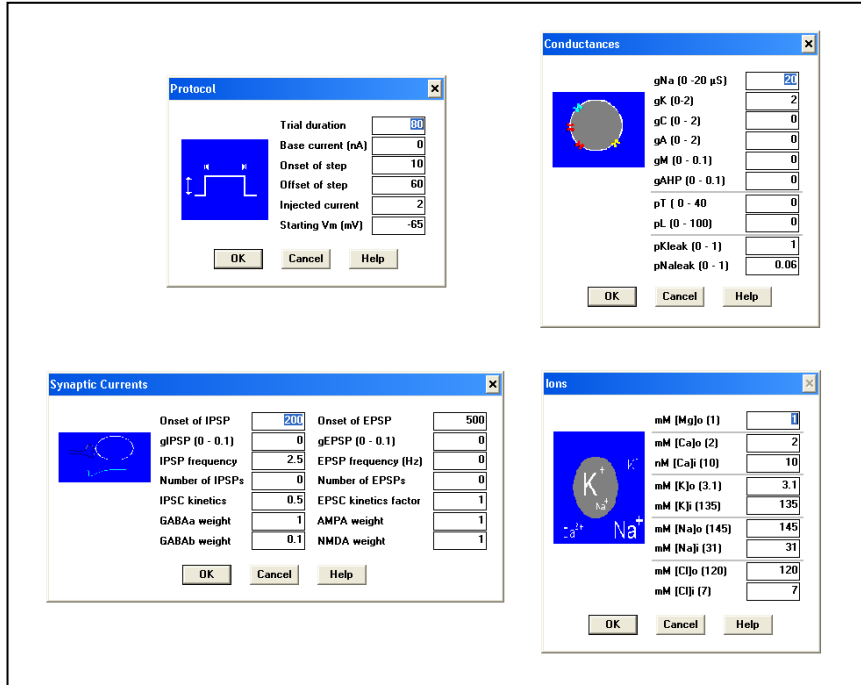 Protocol
Trial duration 80
Base current (nA) 0
Onset of step 10
Offset of step 60
Injected current 2
Starting Vm (mV) -65
OK Cancel Help
Conductances
gNa (0 -20 µS) 20
gK (0-2) 2
gC (0 - 2) 0
gA (0 - 2) 0
gM (0 - 0.1) 0
gAHP (0 - 0.1) 0
pT ( 0 - 40 0
pL (0 - 100) 0
pKleak (0 - 1) 1
pNaleak (0 - 1) 0.06
OK Cancel Help
Synaptic Currents
Onset of IPSP 200 Onset of EPSP 500
gIPSP (0 - 0.1) 0 gEPSP (0 - 0.1) 0
IPSP frequency 2.5 EPSP frequency (Hz) 0
Number of IPSPs 0 Number of EPSPs 0
IPSC kinetics 0.5 EPSC kinetics factor 1
GABAa weight 1 AMPA weight 1
GABAb weight 0.1 NMDA weight 1
OK Cancel Help
Ions
K+
K+
Na+
Ca2+ Na+
mM [Mg]o (1) 1
mM [Ca]o (2) 2
nM [Ca]i (10) 10
mM [K]o (3.1) 3.1
mM [K]i (135) 135
mM [Na]o (145) 145
mM [Na]i (31) 31
mM [Cl]o (120) 120
mM [Cl]i (7) 7
OK Cancel Help